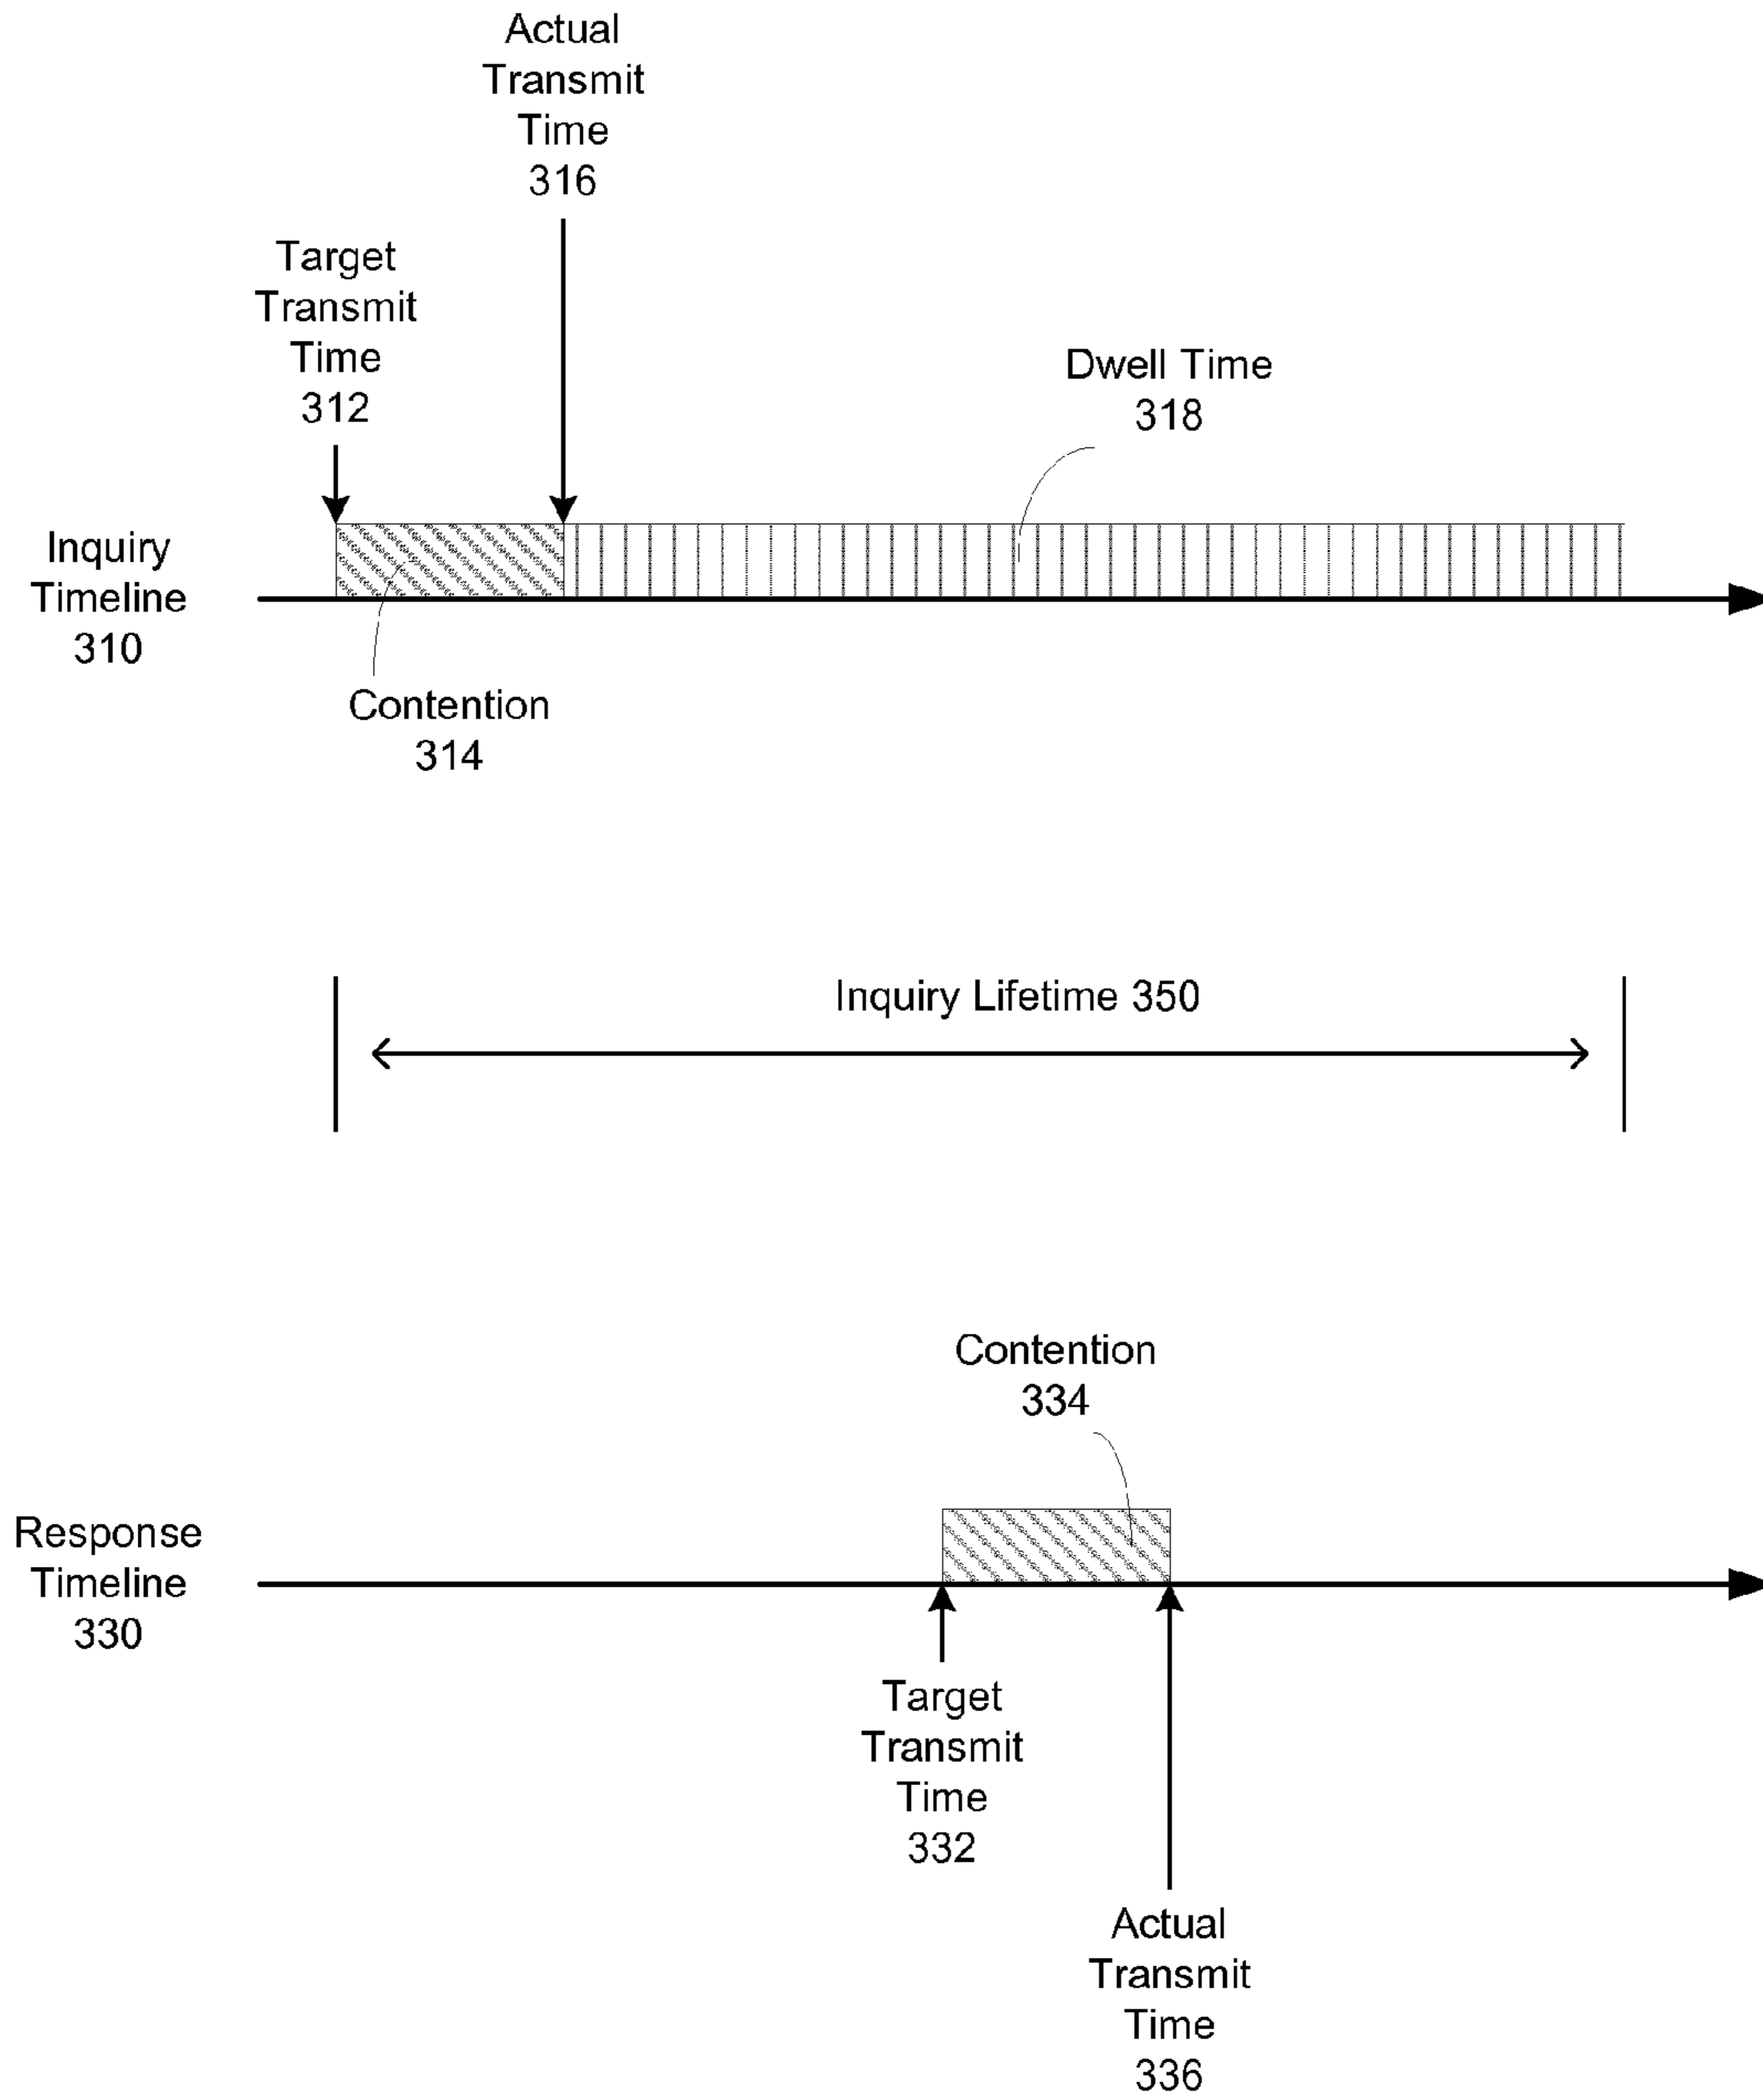 Actual
Transmit
Time
316
Target
Transmit
Time
312
Dwell Time
318
Inquiry
Timeline
310
Contention
314
Inquiry Lifetime 350
Contention
334
Response
Timeline
330
Target
Transmit
Time
332
Actual
Transmit
Time
336